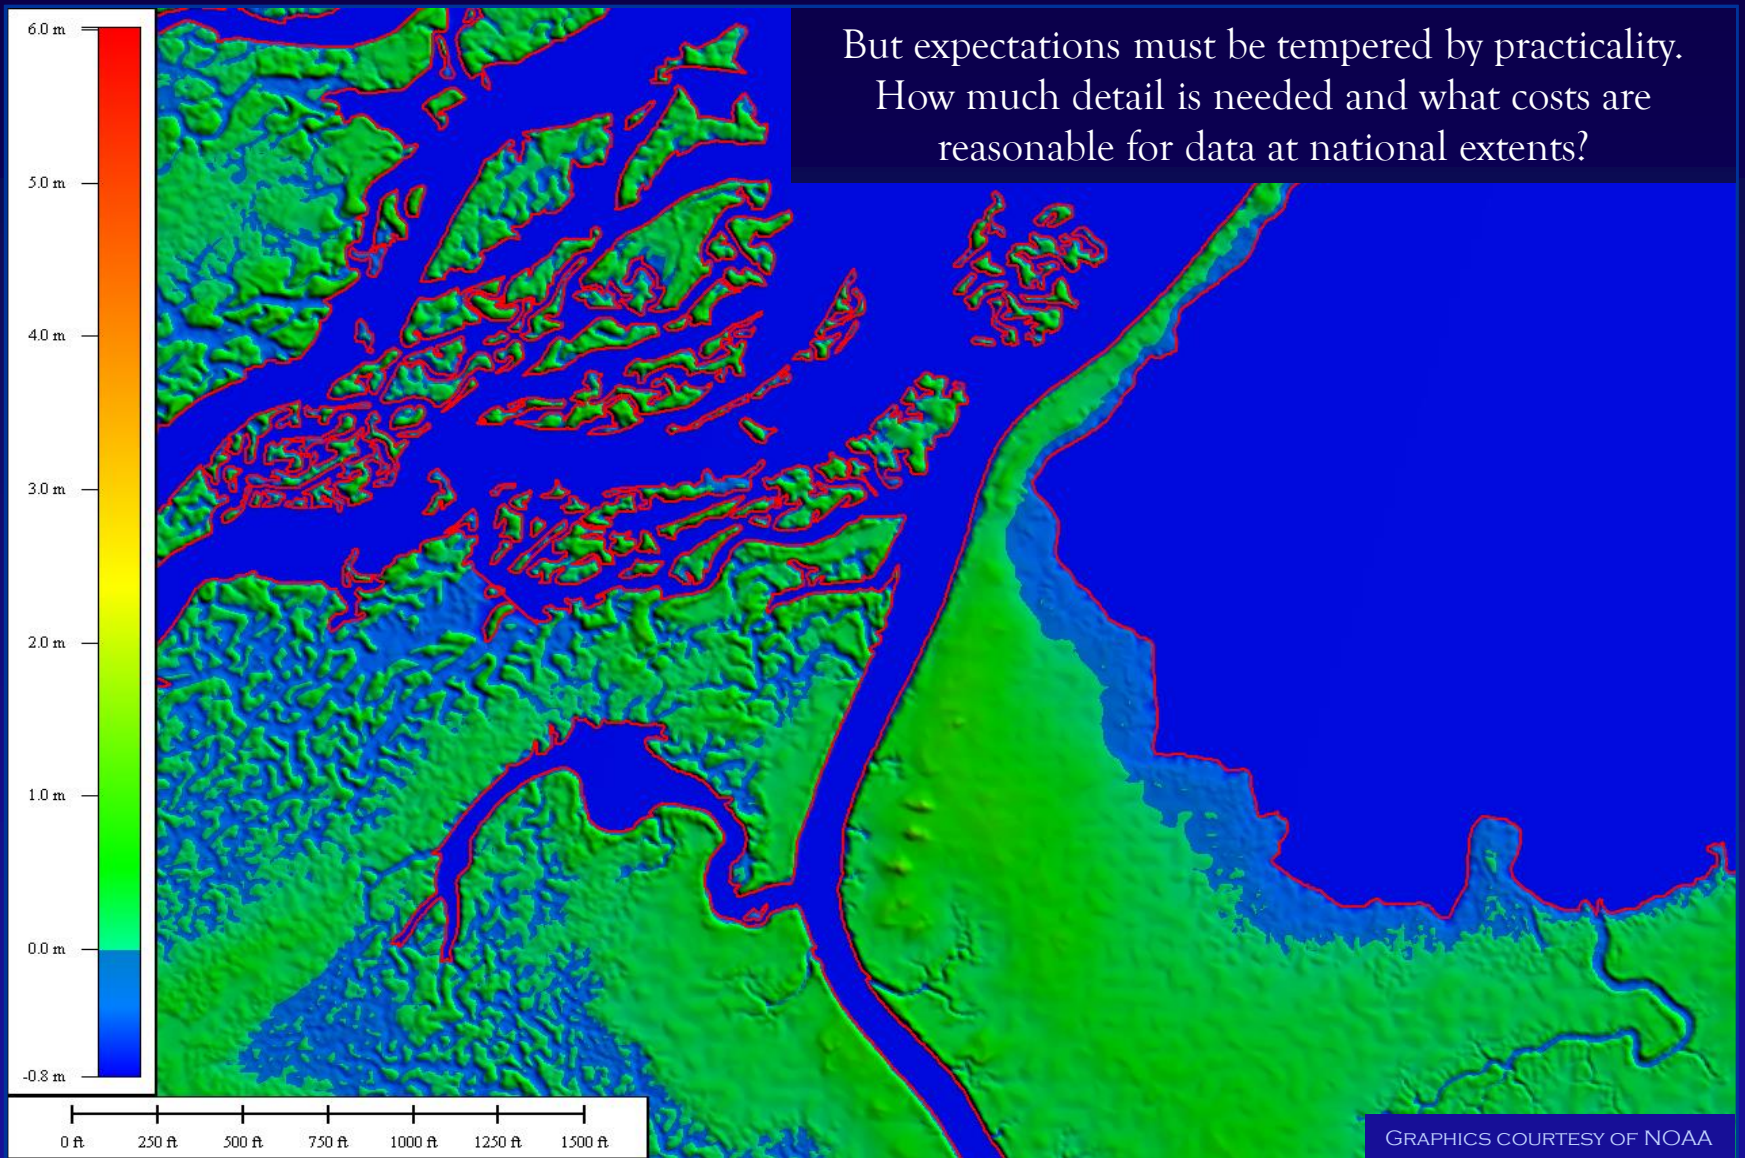 But expectations must be tempered by practicality.
How much detail is needed and what costs are
reasonable for data at national extents?
6.0 m
5.0 m
4.0 m
3.0 m
2.0 m
1.0 m
0.0 m
-0.8 m
0 ft 250 ft 500 ft 750 ft 1000 ft 1250 ft 1500 ft
GRAPHICS COURTESY OF NOAA